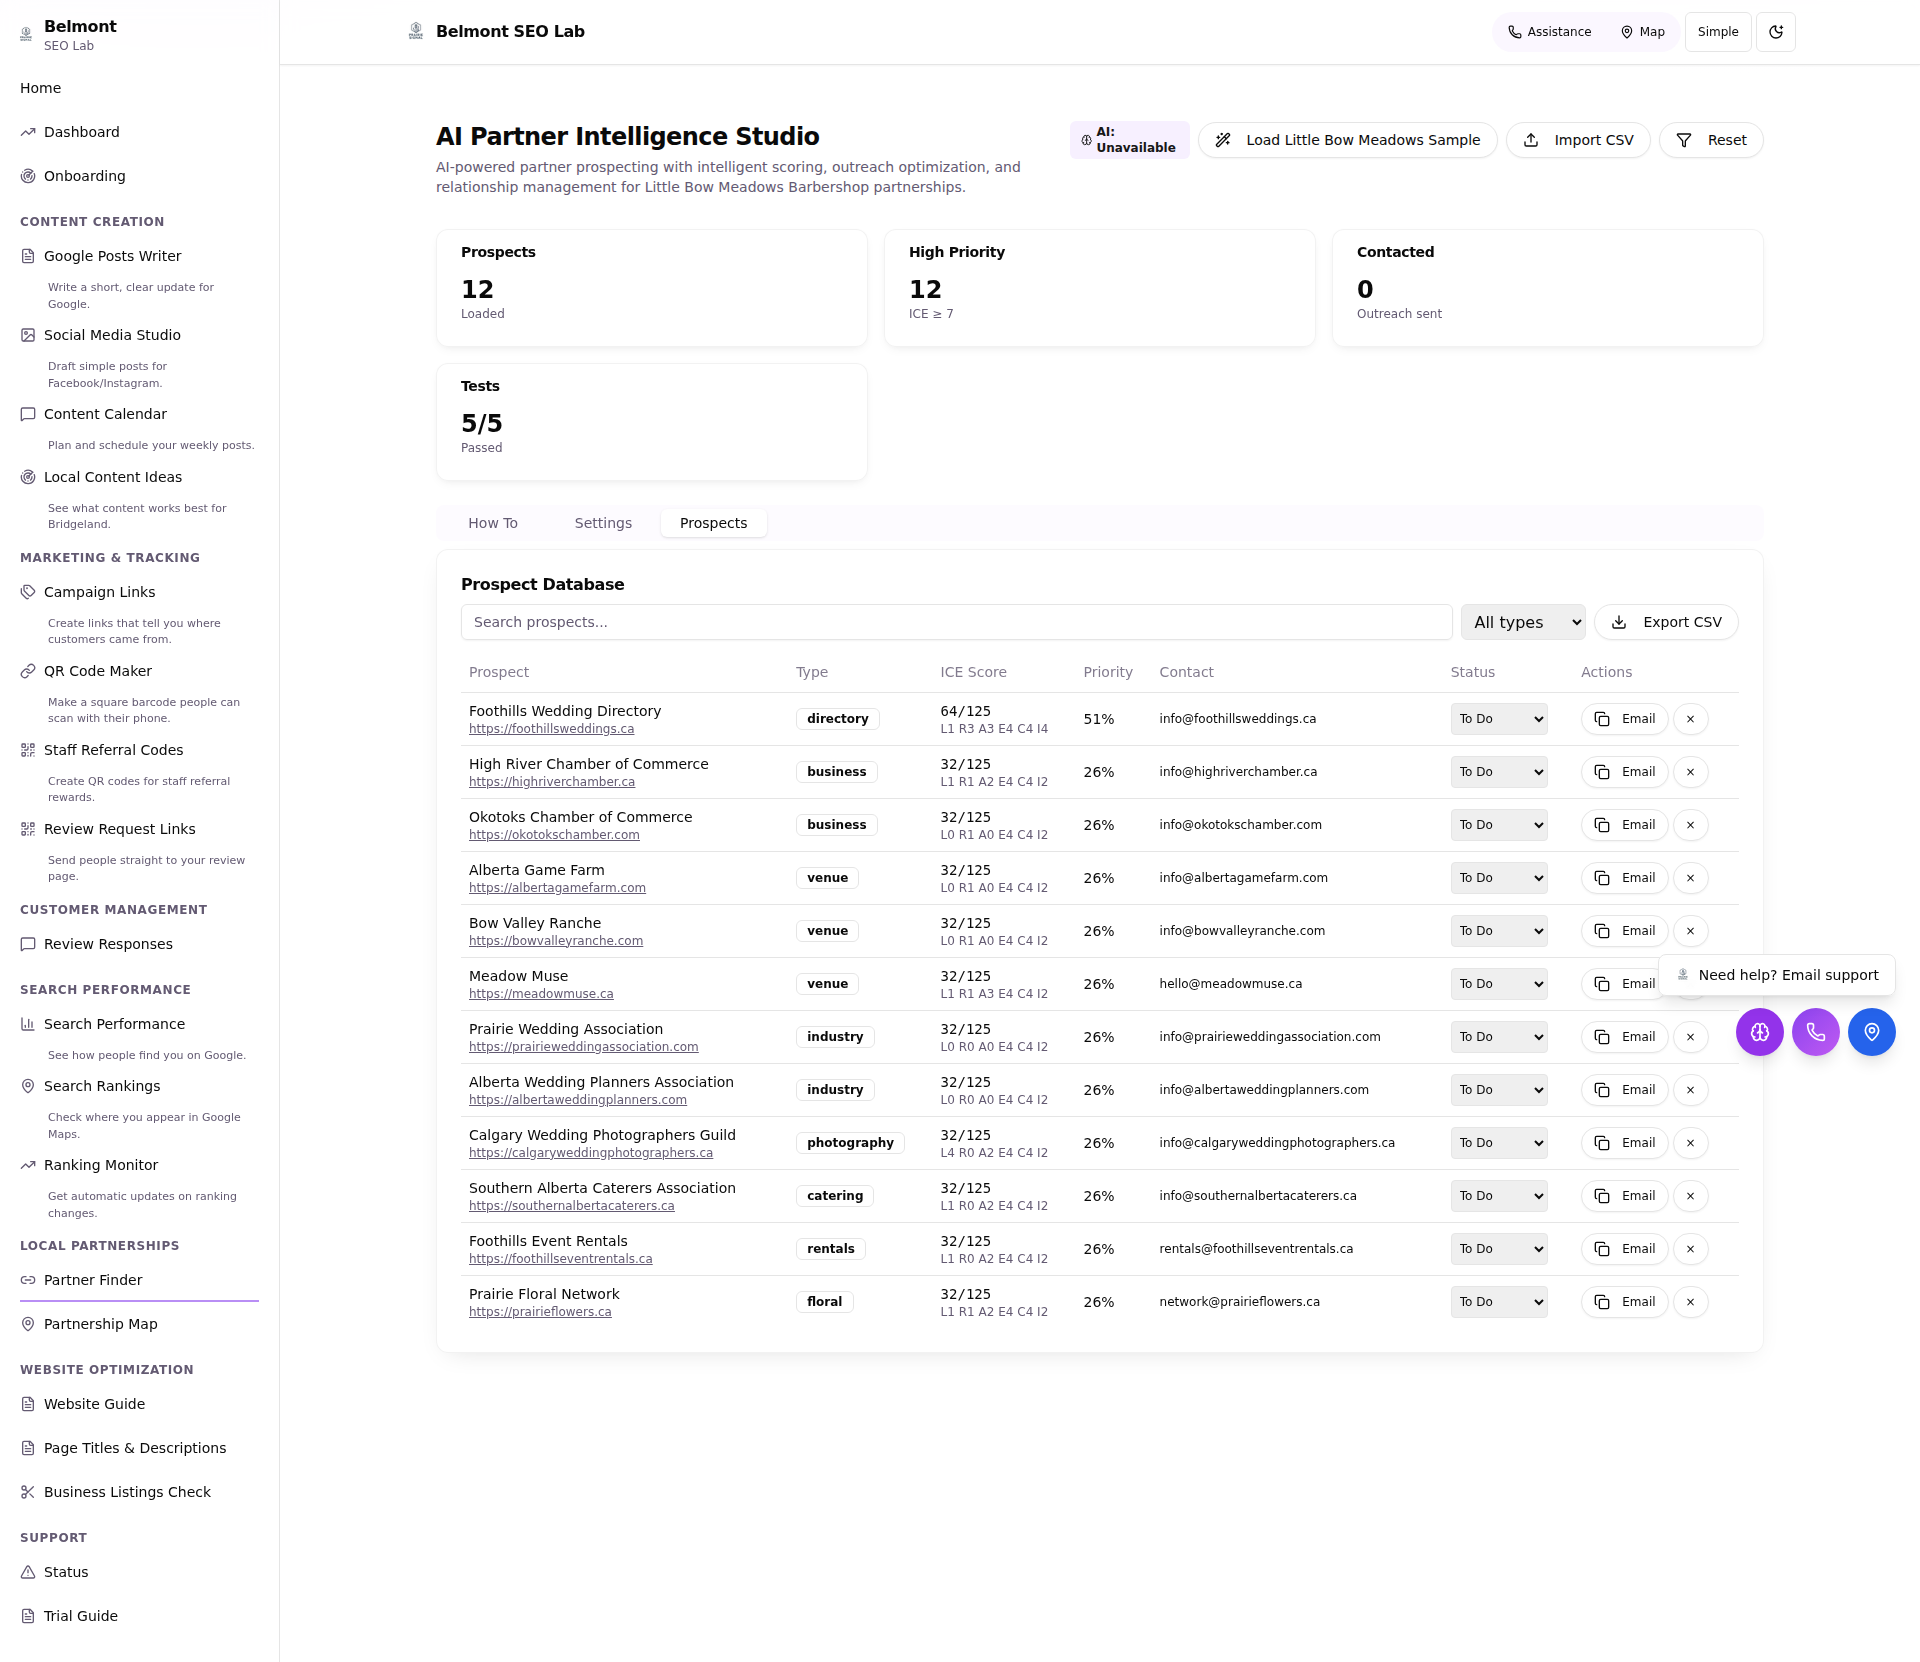 Belmont
SEO Lab
Home
Dashboard
Onboarding
CONTENT CREATION
Google Posts Writer
Write a short, clear update for
Google.
Social Media Studio
Draft simple posts for
Facebook/Instagram.
Content Calendar
Plan and schedule your weekly posts.
Local Content Ideas
See what content works best for
Bridgeland.
MARKETING & TRACKING
Campaign Links
Create links that tell you where
customers came from.
QR Code Maker
Make a square barcode people can
scan with their phone.
Staff Referral Codes
Create QR codes for staff referral
rewards.
Review Request Links
Send people straight to your review
page.
CUSTOMER MANAGEMENT
Review Responses
SEARCH PERFORMANCE
Search Performance
See how people find you on Google.
Search Rankings
Check where you appear in Google
Maps.
Ranking Monitor
Get automatic updates on ranking
changes.
LOCAL PARTNERSHIPS
Partner Finder
Partnership Map
WEBSITE OPTIMIZATION
Website Guide
Page Titles & Descriptions
Business Listings Check
SUPPORT
Status
Trial Guide
Belmont SEO Lab
Assistance Map Simple
AI Partner Intelligence Studio
AI-powered partner prospecting with intelligent scoring, outreach optimization, and
relationship management for Little Bow Meadows Barbershop partnerships.
AI:
Unavailable
Load Little Bow Meadows Sample
Import CSV
Reset
Prospects
12
Loaded
High Priority
12
ICE ≥ 7
Contacted
0
Outreach sent
Tests
5/5
Passed
How To Settings Prospects
Prospect Database
Search prospects... All types Export CSV
Prospect Type ICE Score Priority Contact Status Actions
Foothills Wedding Directory
https://foothillsweddings.ca
directory
64/125
L1 R3 A3 E4 C4 I4
51% info@foothillsweddings.ca To Do Email ×
High River Chamber of Commerce
https://highriverchamber.ca
business
32/125
L1 R1 A2 E4 C4 I2
26% info@highriverchamber.ca To Do Email ×
Okotoks Chamber of Commerce
https://okotokschamber.com
business
32/125
L0 R1 A0 E4 C4 I2
26% info@okotokschamber.com To Do Email ×
Alberta Game Farm
https://albertagamefarm.com
venue
32/125
L0 R1 A0 E4 C4 I2
26% info@albertagamefarm.com To Do Email ×
Bow Valley Ranche
https://bowvalleyranche.com
venue
32/125
L0 R1 A0 E4 C4 I2
26% info@bowvalleyranche.com To Do Email ×
Meadow Muse
https://meadowmuse.ca
venue
32/125
L1 R1 A3 E4 C4 I2
26% hello@meadowmuse.ca To Do Email
Need help? Email support
Prairie Wedding Association
https://prairieweddingassociation.com
industry
32/125
L0 R0 A0 E4 C4 I2
26% info@prairieweddingassociation.com To Do Email ×
Alberta Wedding Planners Association
https://albertaweddingplanners.com
industry
32/125
L0 R0 A0 E4 C4 I2
26% info@albertaweddingplanners.com To Do Email ×
Calgary Wedding Photographers Guild
https://calgaryweddingphotographers.ca
photography
32/125
L4 R0 A2 E4 C4 I2
26% info@calgaryweddingphotographers.ca To Do Email ×
Southern Alberta Caterers Association
https://southernalbertacaterers.ca
catering
32/125
L1 R0 A2 E4 C4 I2
26% info@southernalbertacaterers.ca To Do Email ×
Foothills Event Rentals
https://foothillseventrentals.ca
rentals
32/125
L1 R0 A2 E4 C4 I2
26% rentals@foothillseventrentals.ca To Do Email ×
Prairie Floral Network
https://prairieflowers.ca
floral
32/125
L1 R1 A2 E4 C4 I2
26% network@prairieflowers.ca To Do Email ×